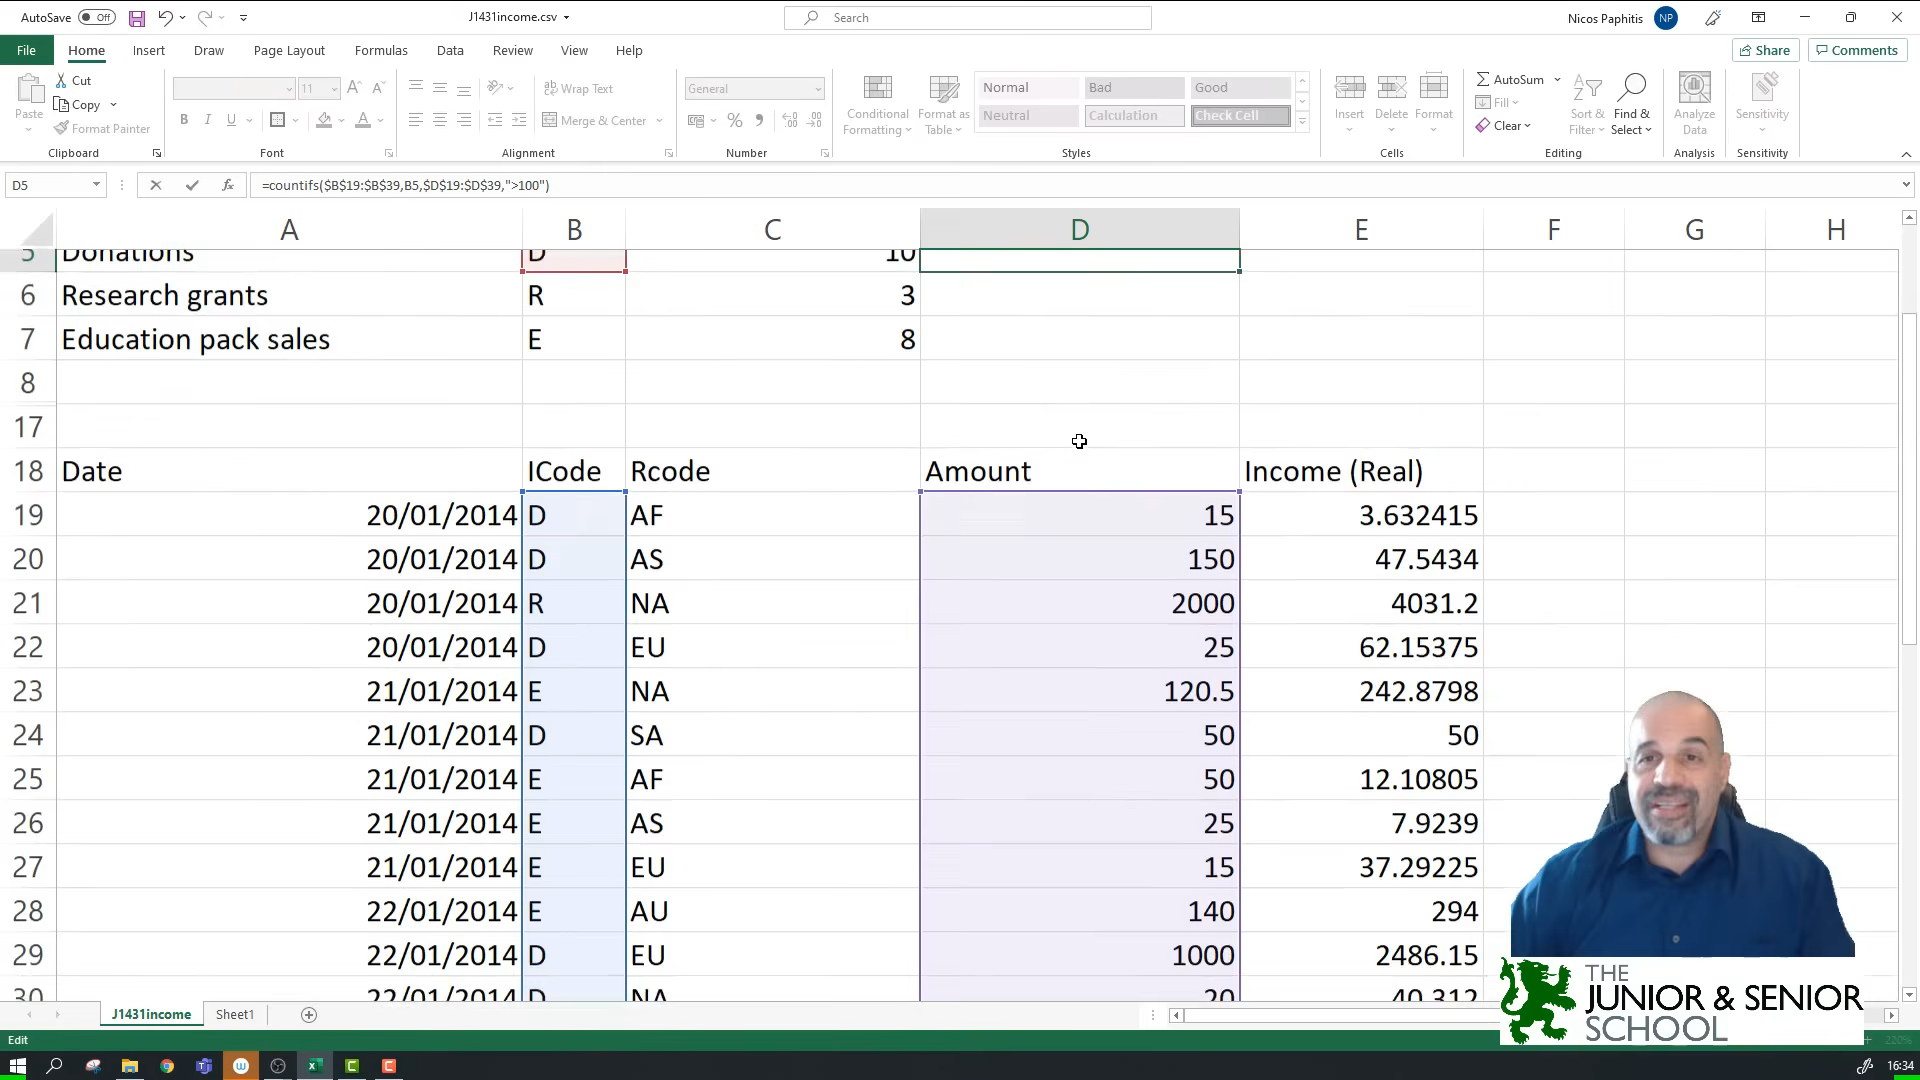 AutoSave Off J1431income.csv Search Nicos Paphitis NP
File Home Insert Draw Page Layout Formulas Data Review View Help Share Comments
Cut
Copy
Format Painter
Paste
11
Wrap Text
Merge & Center
General
Conditional Formatting
Format as Table
Normal Bad Good
Neutral Calculation Check Cell
Insert Delete Format
AutoSum
Fill
Clear
Sort & Filter
Find & Select
Analyze Data
Sensitivity
Clipboard Font Alignment Number Styles Cells Editing Analysis Sensitivity
D5 fx =countifs($B$19:$B$39,B5,$D$19:$D$39,">100")
A B C D E F G H
5 Donations D 10
6 Research grants R 3
7 Education pack sales E 8
8
17
18 Date ICode Rcode Amount Income (Real)
19 20/01/2014 D AF 15 3.632415
20 20/01/2014 D AS 150 47.5434
21 20/01/2014 R NA 2000 4031.2
22 20/01/2014 D EU 25 62.15375
23 21/01/2014 E NA 120.5 242.8798
24 21/01/2014 D SA 50 50
25 21/01/2014 E AF 50 12.10805
26 21/01/2014 E AS 25 7.9239
27 21/01/2014 E EU 15 37.29225
28 22/01/2014 E AU 140 294
29 22/01/2014 D EU 1000 2486.15
30 22/01/2014 D NA 20 40.312
J1431income Sheet1
THE
JUNIOR & SENIOR
SCHOOL
Edit 220%
16:34